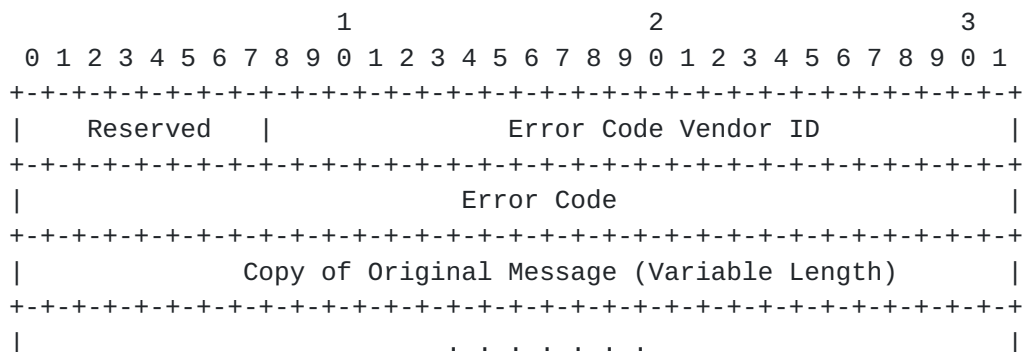 1                   2                   3
 0 1 2 3 4 5 6 7 8 9 0 1 2 3 4 5 6 7 8 9 0 1 2 3 4 5 6 7 8 9 0 1
+-+-+-+-+-+-+-+-+-+-+-+-+-+-+-+-+-+-+-+-+-+-+-+-+-+-+-+-+-+-+-+-+
|    Reserved   |               Error Code Vendor ID            |
+-+-+-+-+-+-+-+-+-+-+-+-+-+-+-+-+-+-+-+-+-+-+-+-+-+-+-+-+-+-+-+-+
|                            Error Code                         |
+-+-+-+-+-+-+-+-+-+-+-+-+-+-+-+-+-+-+-+-+-+-+-+-+-+-+-+-+-+-+-+-+
|              Copy of Original Message (Variable Length)       |
+-+-+-+-+-+-+-+-+-+-+-+-+-+-+-+-+-+-+-+-+-+-+-+-+-+-+-+-+-+-+-+-+
|                           . . . . . . .                       |